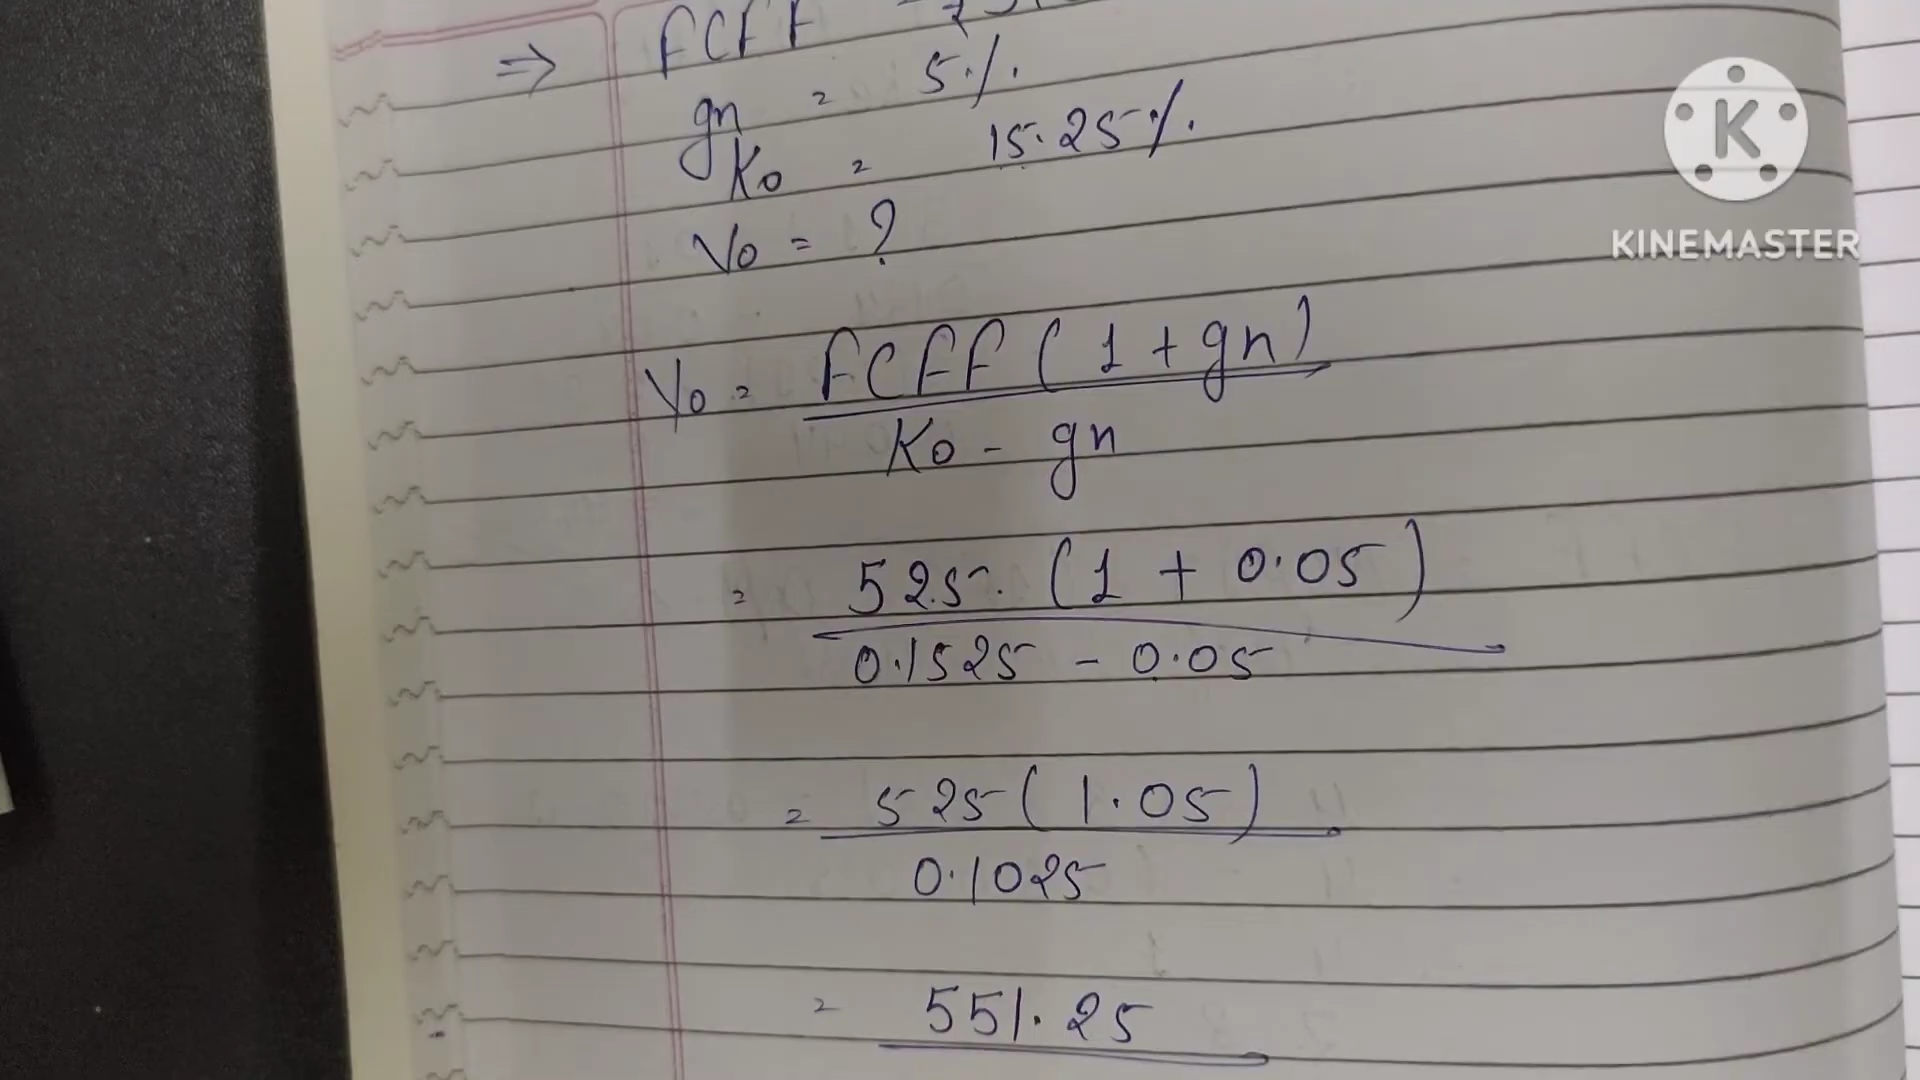 ⇒ FCFF
gn = 5%.
Ko = 15.25%.
Vo = ?
Vo = FCFF (1 + gn)
Ko - gn
= 525. (1 + 0.05)
0.1525 - 0.05
= 525 (1.05)
0.1025
= 551.25
K
KINEMASTER